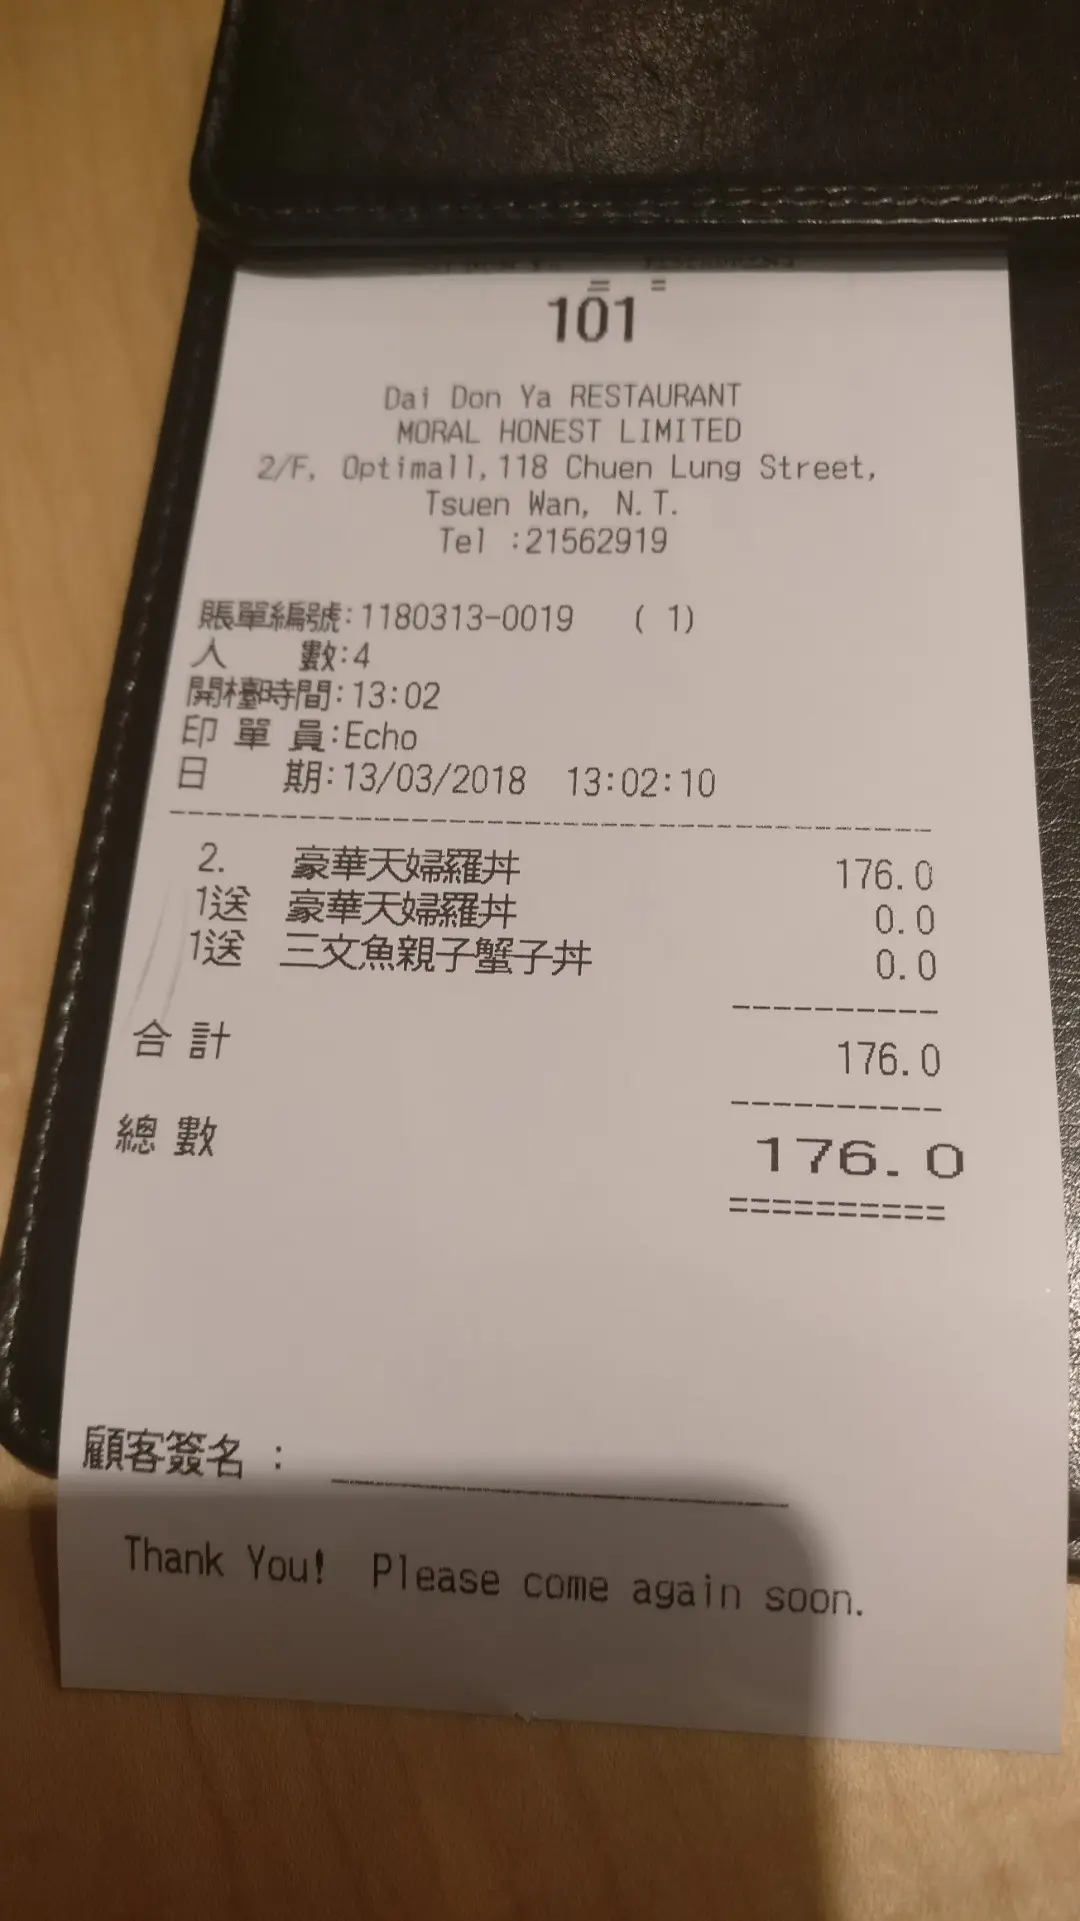 101
Dai Don Ya RESTAURANT
MORAL HONEST LIMITED
2/F, Optimall,118 Chuen Lung Street,
Tsuen Wan, N.T.
Tel :21562919
賬單編號:1180313-0019 ( 1)
人 數:4
開檯時間:13:02
印單員:Echo
日 期:13/03/2018 13:02:10
2. 豪華天婦羅丼 176.0
1送 豪華天婦羅丼 0.0
1送 三文魚親子蟹子丼 0.0
合計 176.0
總數 176.0
顧客簽名 :
Thank You! Please come again soon.